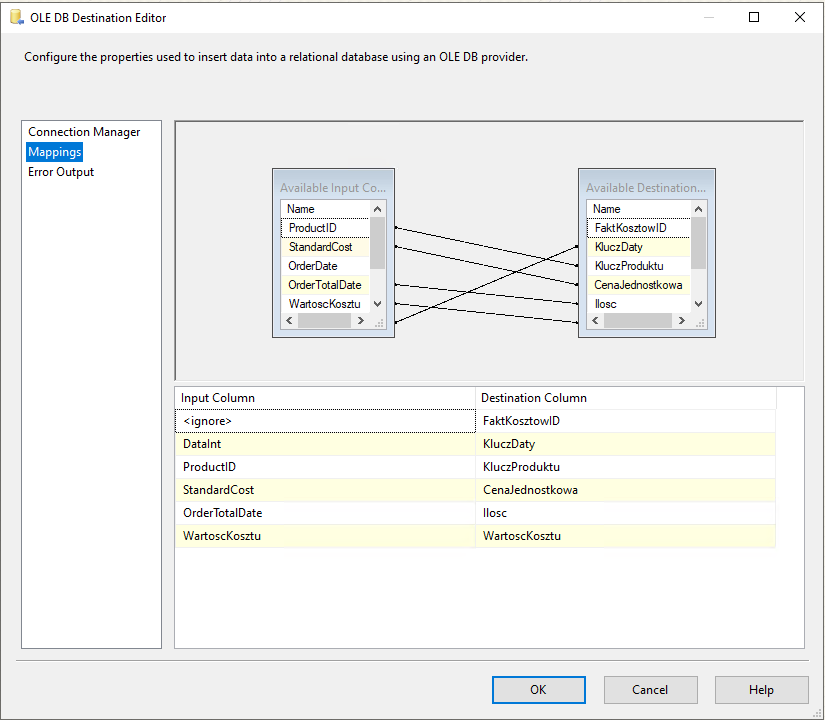 OLE DB Destination Editor
Configure the properties used to insert data into a relational database using an OLE DB provider.
Connection Manager
Mappings
Error Output
Available Input Co...
Name
ProductID
StandardCost
OrderDate
OrderTotalDate
WartoscKosztu
Available Destination...
Name
FaktKosztowID
KluczDaty
KluczProduktu
CenaJednostkowa
Ilosc
Input Column Destination Column
<ignore> FaktKosztowID
DataInt KluczDaty
ProductID KluczProduktu
StandardCost CenaJednostkowa
OrderTotalDate Ilosc
WartoscKosztu WartoscKosztu
OK Cancel Help